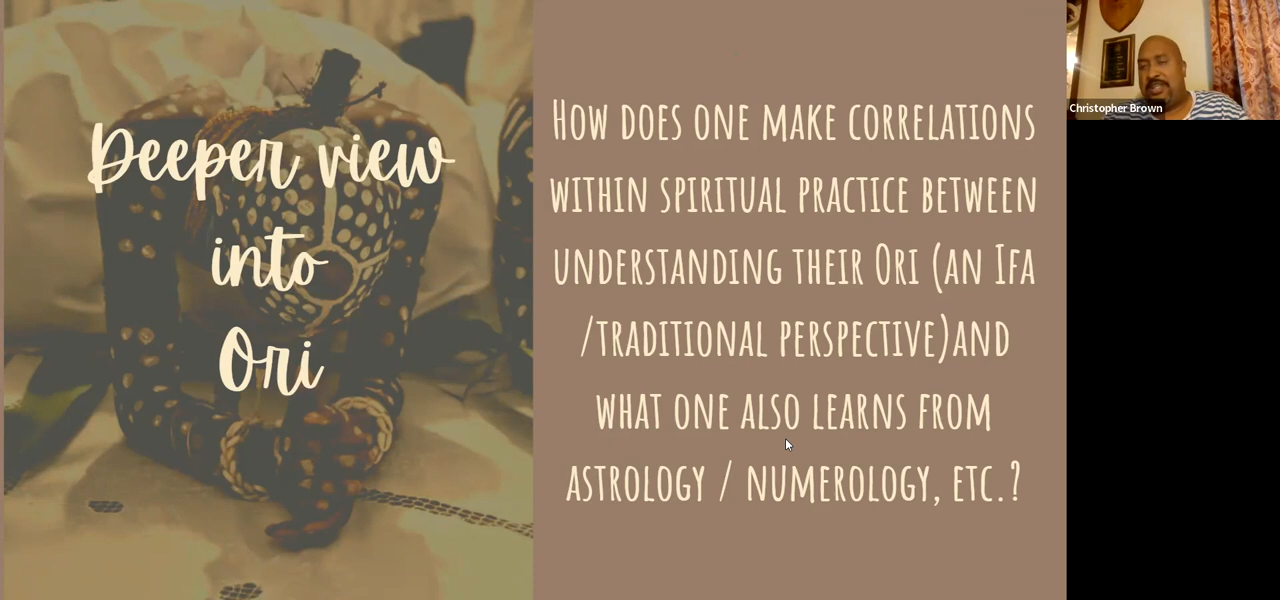 Deeper view
into
Ori
How does one make correlations
within spiritual practice between
understanding their Ori (an Ifa
/traditional perspective)and
what one also learns from
astrology / numerology, etc.?
Christopher Brown